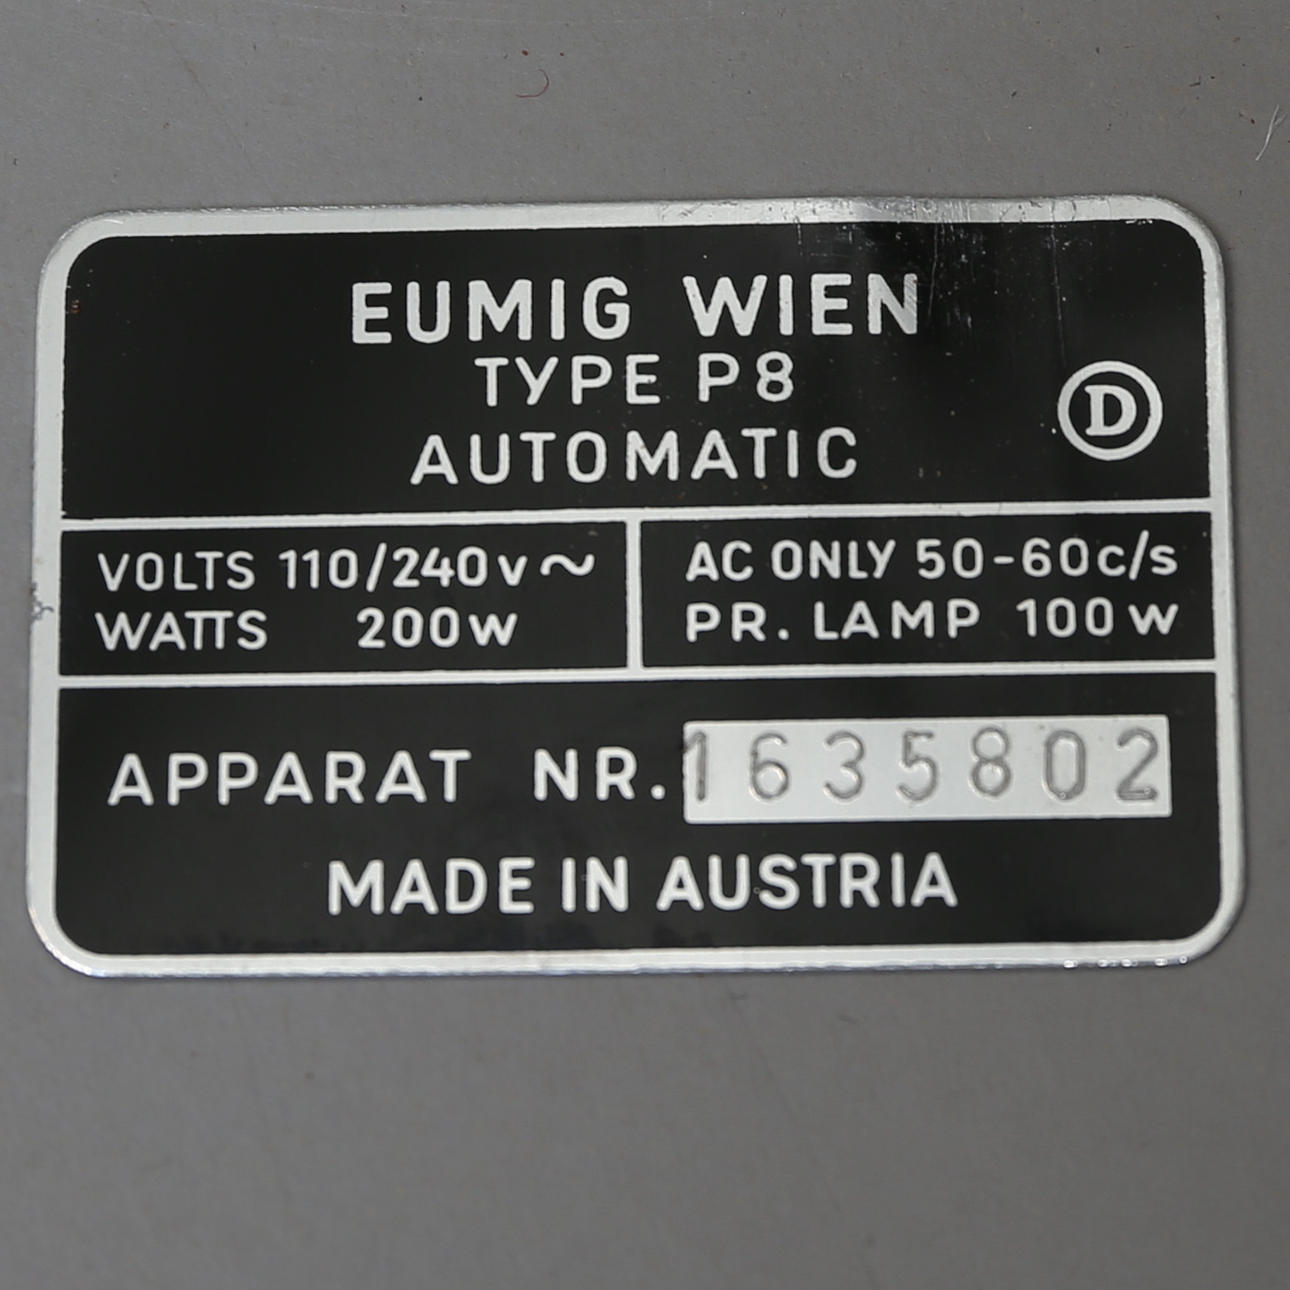 EUMIG WIEN
TYPE P8
AUTOMATIC
D
VOLTS 110/240v~
WATTS 200w
AC ONLY 50-60c/s
PR. LAMP 100w
APPARAT NR. 1635802
MADE IN AUSTRIA